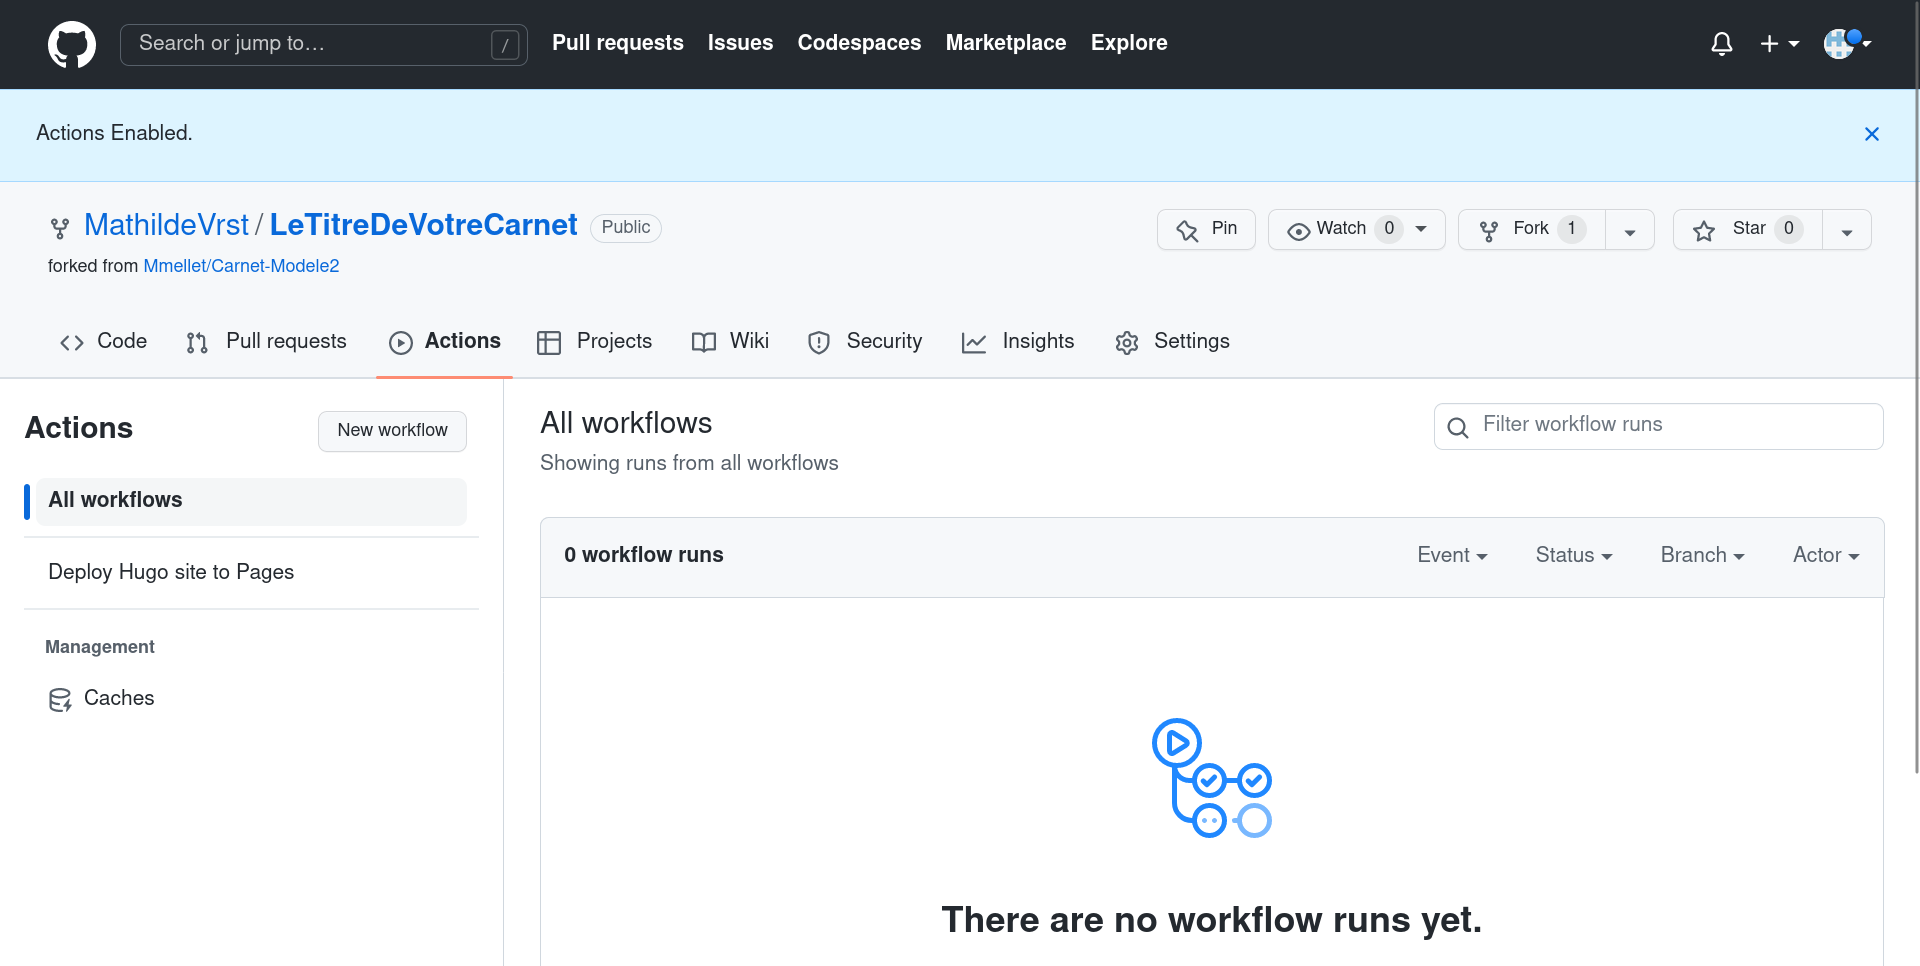 Search or jump to… / Pull requests Issues Codespaces Marketplace Explore
Actions Enabled.
MathildeVrst / LeTitreDeVotreCarnet Public Pin Watch 0 Fork 1 Star 0
forked from Mmellet/Carnet-Modele2
Code Pull requests Actions Projects Wiki Security Insights Settings
Actions New workflow
All workflows
Deploy Hugo site to Pages
Management
Caches
All workflows
Filter workflow runs
Showing runs from all workflows
0 workflow runs Event Status Branch Actor
There are no workflow runs yet.